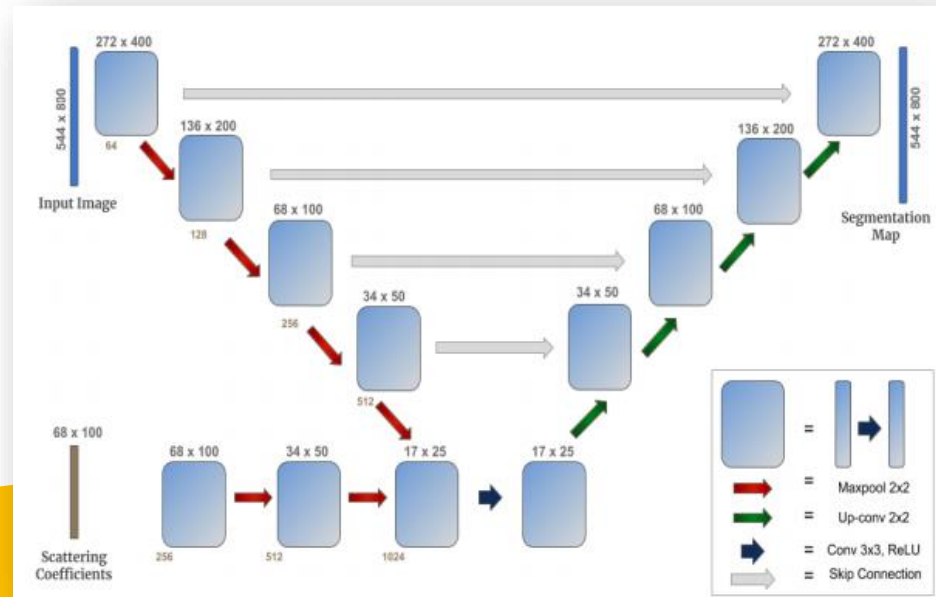 272 x 400
272 x 400
544 x 800
544 x 800
64
136 x 200
136 x 200
Input Image
Segmentation
Map
128
68 x 100
68 x 100
256
34 x 50
34 x 50
512
68 x 100
Scattering
Coefficients
68 x 100
34 x 50
17 x 25
17 x 25
256
512
1024
=
= Maxpool 2x2
= Up-conv 2x2
= Conv 3x3, ReLU
= Skip Connection